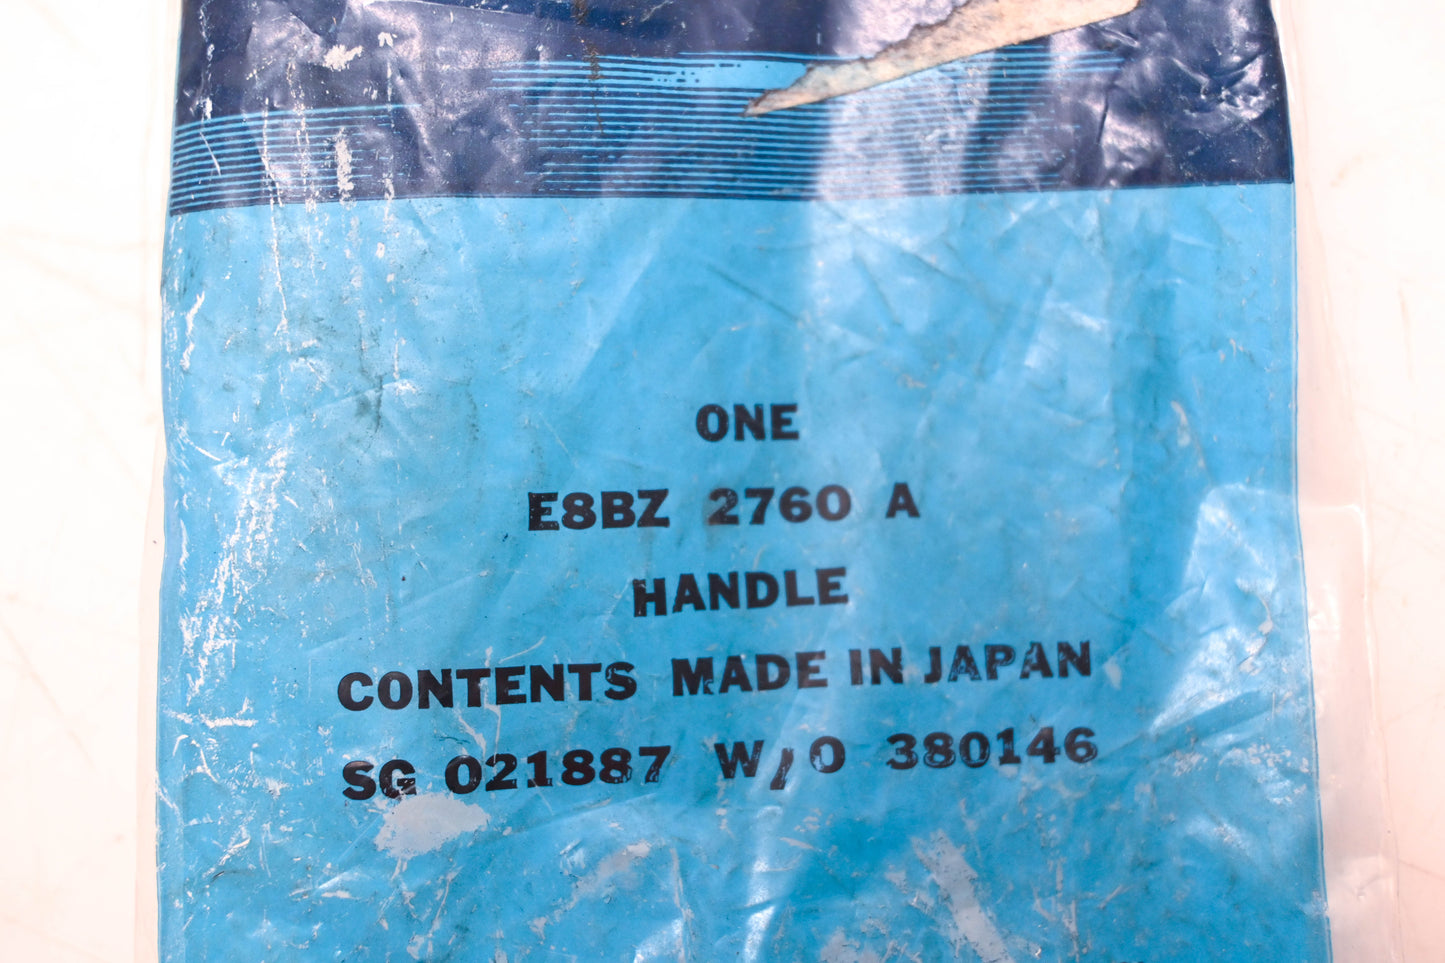 ONE
E8BZ 2760 A
HANDLE
CONTENTS MADE IN JAPAN
SG 021887 W/O 380146